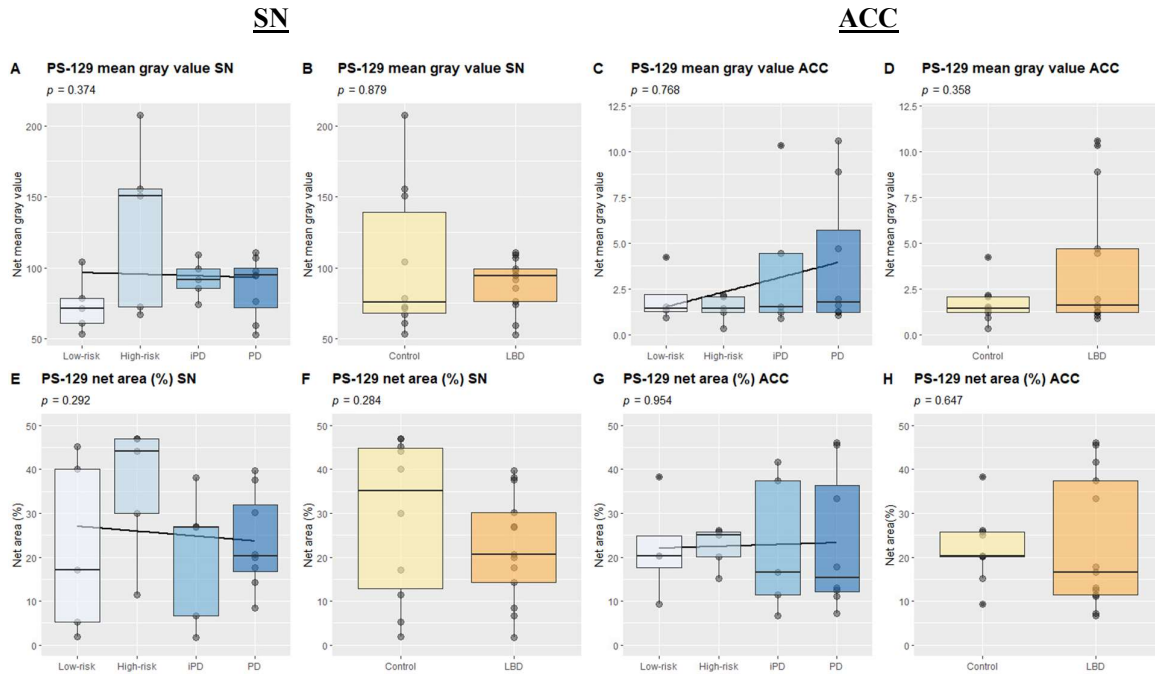 SN
ACC
A PS-129 mean gray value SN
p = 0.374
Net mean gray value
200
150
100
50
Low-risk High-risk iPD PD
B PS-129 mean gray value SN
p = 0.879
Net mean gray value
200
150
100
50
Control LBD
C PS-129 mean gray value ACC
p = 0.768
Net mean gray value
12.5
10.0
7.5
5.0
2.5
0.0
Low-risk High-risk iPD PD
D PS-129 mean gray value ACC
p = 0.358
Net mean gray value
12.5
10.0
7.5
5.0
2.5
0.0
Control LBD
E PS-129 net area (%) SN
p = 0.292
Net area (%)
50
40
30
20
10
0
Low-risk High-risk iPD PD
F PS-129 net area (%) SN
p = 0.284
Net area (%)
50
40
30
20
10
0
Control LBD
G PS-129 net area (%) ACC
p = 0.954
Net area (%)
50
40
30
20
10
0
Low-risk High-risk iPD PD
H PS-129 net area (%) ACC
p = 0.647
Net area(%)
50
40
30
20
10
0
Control LBD